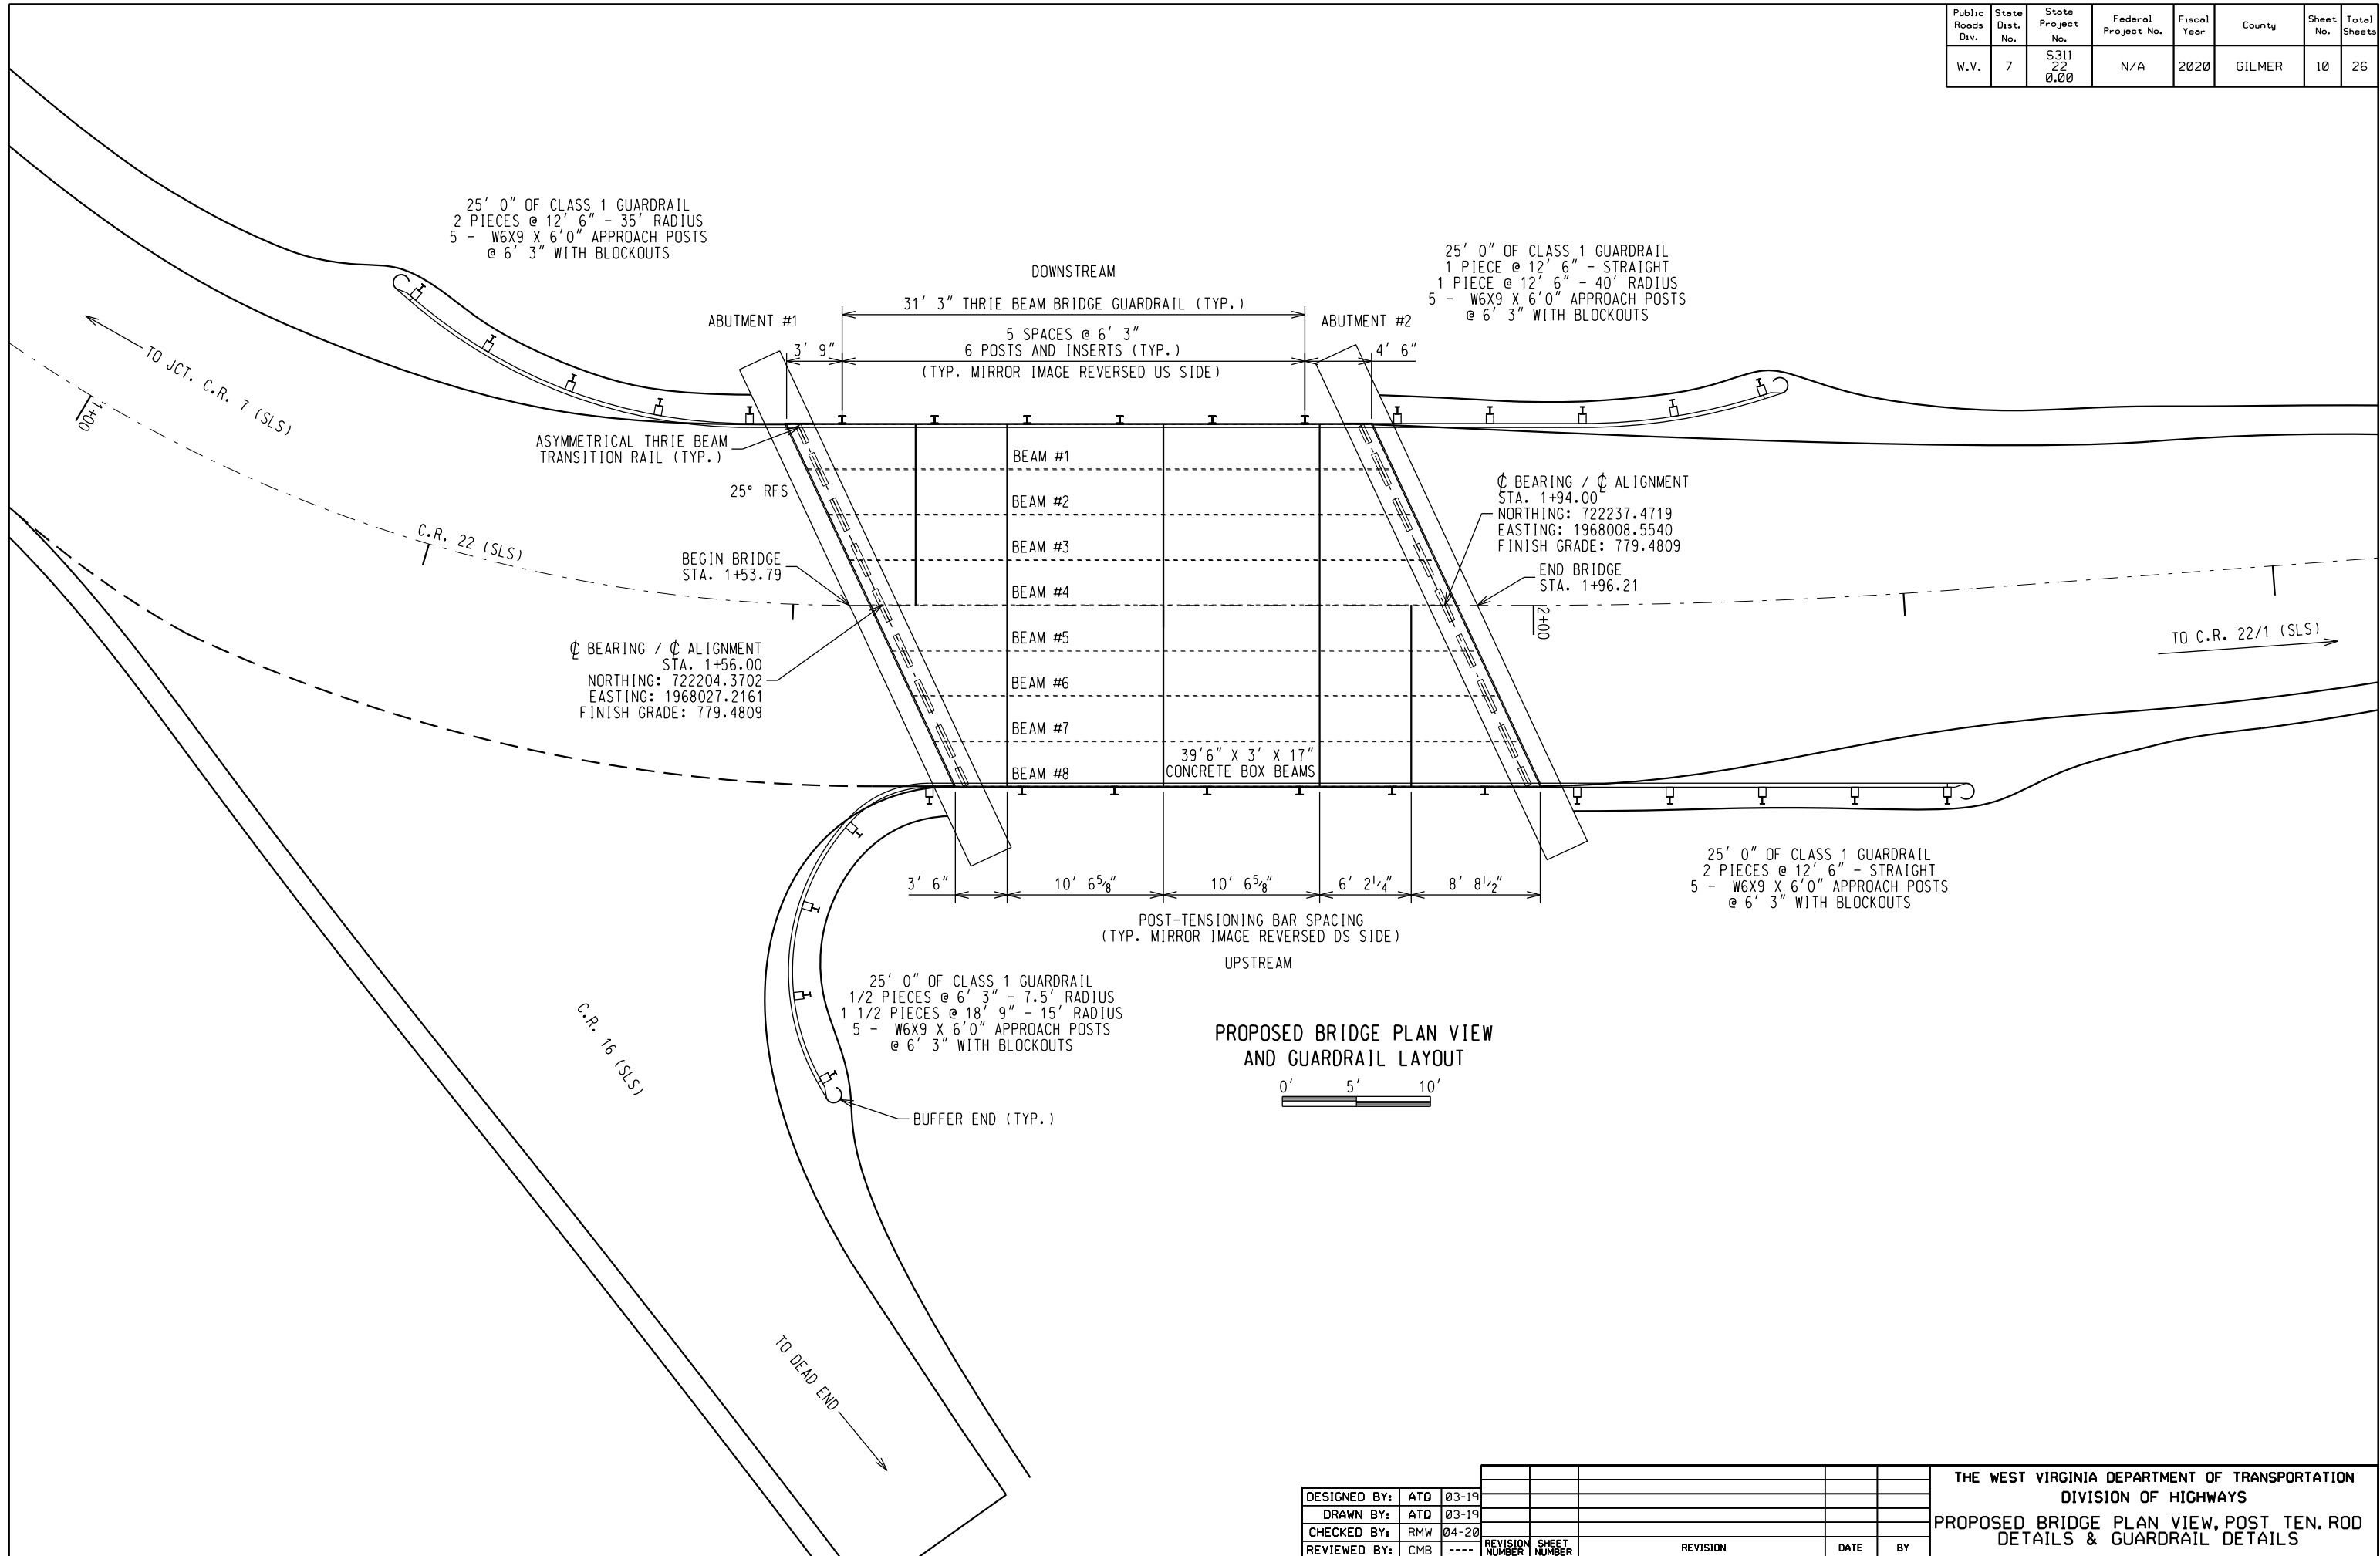 Public Roads Div.
State Dist. No.
State Project No.
Federal Project No.
Fiscal Year
County
Sheet No.
Total Sheets
W.V.
7
S311
22
0.00
N/A
2020
GILMER
10
26
25' 0" OF CLASS 1 GUARDRAIL
2 PIECES @ 12' 6" - 35' RADIUS
5 - W6X9 X 6'0" APPROACH POSTS
@ 6' 3" WITH BLOCKOUTS
DOWNSTREAM
31' 3" THRIE BEAM BRIDGE GUARDRAIL (TYP.)
25' 0" OF CLASS 1 GUARDRAIL
1 PIECE @ 12' 6" - STRAIGHT
1 PIECE @ 12' 6" - 40' RADIUS
5 - W6X9 X 6'0" APPROACH POSTS
@ 6' 3" WITH BLOCKOUTS
ABUTMENT #1
ABUTMENT #2
3' 9"
5 SPACES @ 6' 3"
6 POSTS AND INSERTS (TYP.)
(TYP. MIRROR IMAGE REVERSED US SIDE)
4' 6"
TO JCT. C.R. 7 (SLS)
1+00
ASYMMETRICAL THRIE BEAM
TRANSITION RAIL (TYP.)
25° RFS
BEAM #1
BEAM #2
BEAM #3
BEAM #4
BEAM #5
BEAM #6
BEAM #7
BEAM #8
C.R. 22 (SLS)
BEGIN BRIDGE
STA. 1+53.79
℄ BEARING / ℄ ALIGNMENT
STA. 1+94.00
NORTHING: 722237.4719
EASTING: 1968008.5540
FINISH GRADE: 779.4809
END BRIDGE
STA. 1+96.21
2+00
TO C.R. 22/1 (SLS)
℄ BEARING / ℄ ALIGNMENT
STA. 1+56.00
NORTHING: 722204.3702
EASTING: 1968027.2161
FINISH GRADE: 779.4809
39'6" X 3' X 17"
CONCRETE BOX BEAMS
3' 6"
10' 6⅝"
10' 6⅝"
6' 2¼"
8' 8½"
25' 0" OF CLASS 1 GUARDRAIL
2 PIECES @ 12' 6" - STRAIGHT
5 - W6X9 X 6'0" APPROACH POSTS
@ 6' 3" WITH BLOCKOUTS
POST-TENSIONING BAR SPACING
(TYP. MIRROR IMAGE REVERSED DS SIDE)
UPSTREAM
25' 0" OF CLASS 1 GUARDRAIL
1/2 PIECES @ 6' 3" - 7.5' RADIUS
1 1/2 PIECES @ 18' 9" - 15' RADIUS
5 - W6X9 X 6'0" APPROACH POSTS
@ 6' 3" WITH BLOCKOUTS
C.R. 16 (SLS)
PROPOSED BRIDGE PLAN VIEW
AND GUARDRAIL LAYOUT
0' 5' 10'
BUFFER END (TYP.)
TO DEAD END
DESIGNED BY: ATQ 03-19
DRAWN BY: ATQ 03-19
CHECKED BY: RMW 04-20
REVIEWED BY: CMB ----
REVISION NUMBER
SHEET NUMBER
REVISION
DATE
BY
THE WEST VIRGINIA DEPARTMENT OF TRANSPORTATION
DIVISION OF HIGHWAYS
PROPOSED BRIDGE PLAN VIEW, POST TEN. ROD
DETAILS & GUARDRAIL DETAILS